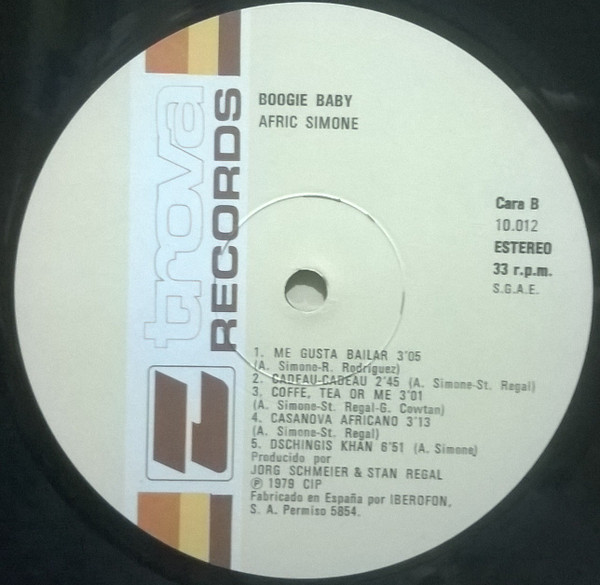 trova
RECORDS
BOOGIE BABY
AFRIC SIMONE
Cara B
10.012
ESTEREO
33 r.p.m.
S.G.A.E.
1. ME GUSTA BAILAR 3'05
(A. Simone-R. Rodríguez)
2. CADEAU-CADEAU 2'45 (A. Simone-St. Regal)
3. COFFE, TEA OR ME 3'01
(A. Simone-St. Regal-G. Cowtan)
4. CASANOVA AFRICANO 3'13
(A. Simone-St. Regal)
5. DSCHINGIS KHAN 6'51 (A. Simone)
Producido por
JORG SCHMEIER & STAN REGAL
Ⓟ 1979 CIP
Fabricado en España por IBEROFON,
S. A. Permiso 5854.